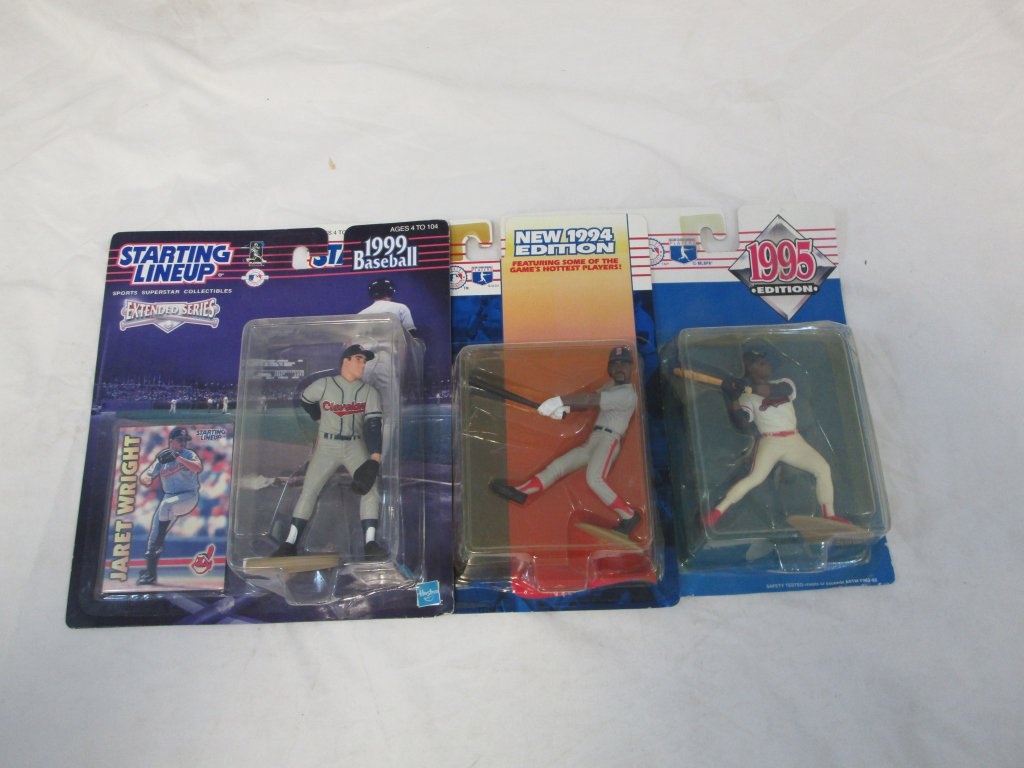 STARTING
LINEUP
SPORTS SUPERSTAR COLLECTIBLES
EXTENDED SERIES
AGES 4 TO 104
1999
Baseball
STARTING
LINEUP
JARET WRIGHT
Cleveland
Hasbro
NEW 1994
EDITION
FEATURING SOME OF THE
GAME'S HOTTEST PLAYERS!
1995
EDITION